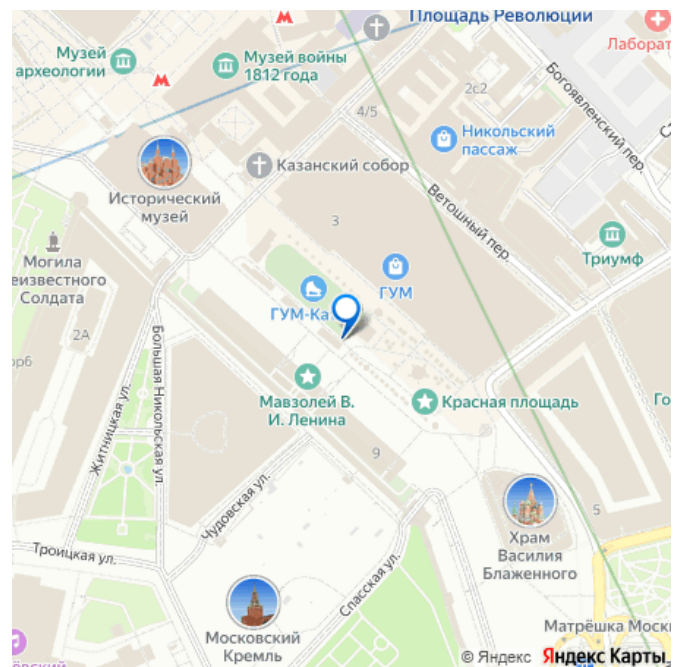 Площадь Революции
Музей
археологии
Музей войны
1812 года
Лаборат
2с2
Богоявленский пер.
4/5
Никольский
пассаж
Казанский собор
Исторический
музей
Ветошный пер.
3
Триумф
Могила
еизвестного
Солдата
ГУМ
ГУМ-Ка
2А
Большая Никольская ул.
Житницкая ул.
Мавзолей В.
И. Ленина
Красная площадь
Го
9
Чудовская ул.
5
Храм
Василия
Блаженного
Троицкая ул.
Спасская ул.
Московский
Кремль
Матрёшка Моск
ёвский
© Яндекс Яндекс Карты